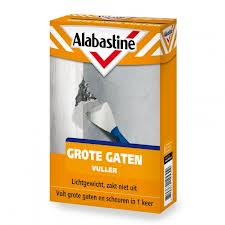 Alabastine
GROTE GATEN
VULLER
Lichtgewicht, zakt niet uit
Vult grote gaten en scheuren in 1 keer